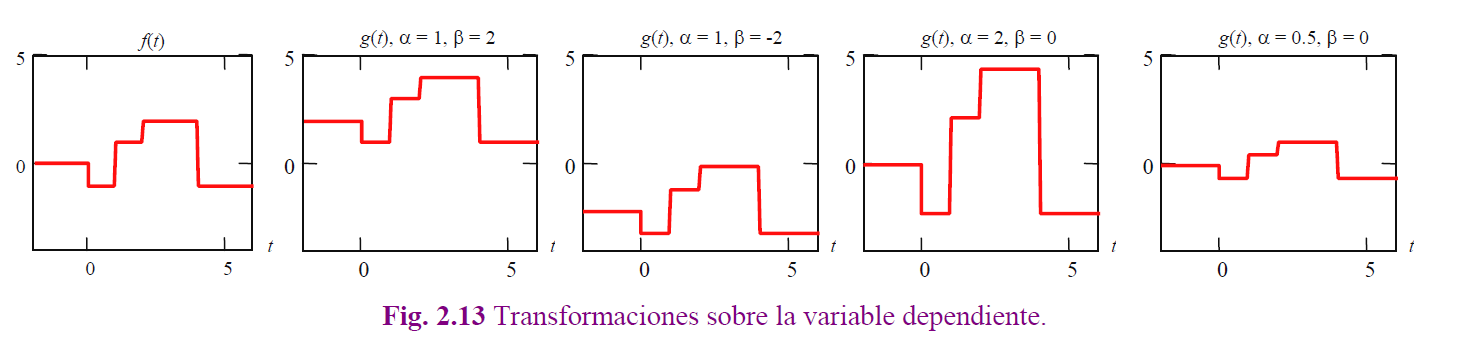 f(t)
g(t), α = 1, β = 2
g(t), α = 1, β = -2
g(t), α = 2, β = 0
g(t), α = 0.5, β = 0
5
0
0
5
t
5
0
0
5
t
5
0
0
5
t
5
0
0
5
t
5
0
0
5
t
Fig. 2.13 Transformaciones sobre la variable dependiente.